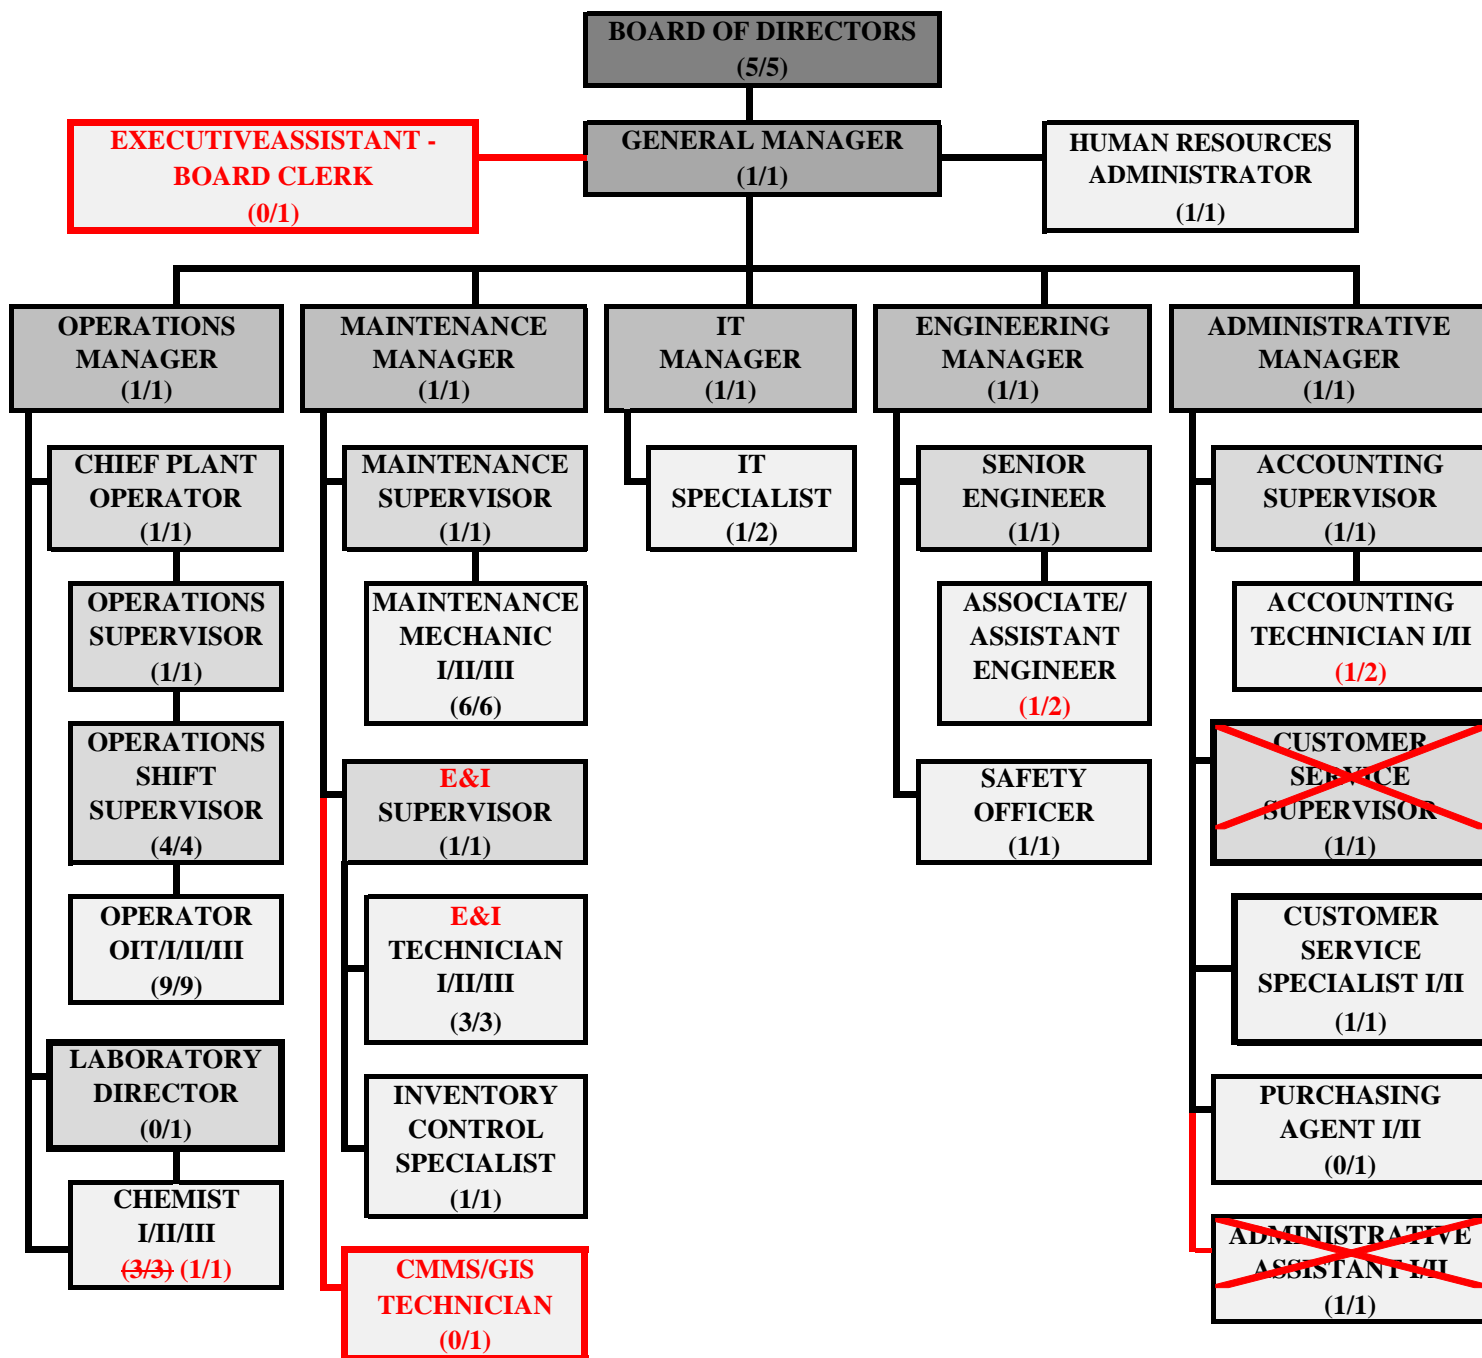 BOARD OF DIRECTORS
(5/5)
EXECUTIVEASSISTANT -
BOARD CLERK
(0/1)
GENERAL MANAGER
(1/1)
HUMAN RESOURCES
ADMINISTRATOR
(1/1)
OPERATIONS
MANAGER
(1/1)
MAINTENANCE
MANAGER
(1/1)
IT
MANAGER
(1/1)
ENGINEERING
MANAGER
(1/1)
ADMINISTRATIVE
MANAGER
(1/1)
CHIEF PLANT
OPERATOR
(1/1)
OPERATIONS
SUPERVISOR
(1/1)
OPERATIONS
SHIFT
SUPERVISOR
(4/4)
OPERATOR
OIT/I/II/III
(9/9)
LABORATORY
DIRECTOR
(0/1)
CHEMIST
I/II/III
(3/3) (1/1)
MAINTENANCE
SUPERVISOR
(1/1)
MAINTENANCE
MECHANIC
I/II/III
(6/6)
E&I
SUPERVISOR
(1/1)
E&I
TECHNICIAN
I/II/III
(3/3)
INVENTORY
CONTROL
SPECIALIST
(1/1)
CMMS/GIS
TECHNICIAN
(0/1)
IT
SPECIALIST
(1/2)
SENIOR
ENGINEER
(1/1)
ASSOCIATE/
ASSISTANT
ENGINEER
(1/2)
SAFETY
OFFICER
(1/1)
ACCOUNTING
SUPERVISOR
(1/1)
ACCOUNTING
TECHNICIAN I/II
(1/2)
CUSTOMER
SERVICE
SUPERVISOR
(1/1)
CUSTOMER
SERVICE
SPECIALIST I/II
(1/1)
PURCHASING
AGENT I/II
(0/1)
ADMINISTRATIVE
ASSISTANT I/II
(1/1)